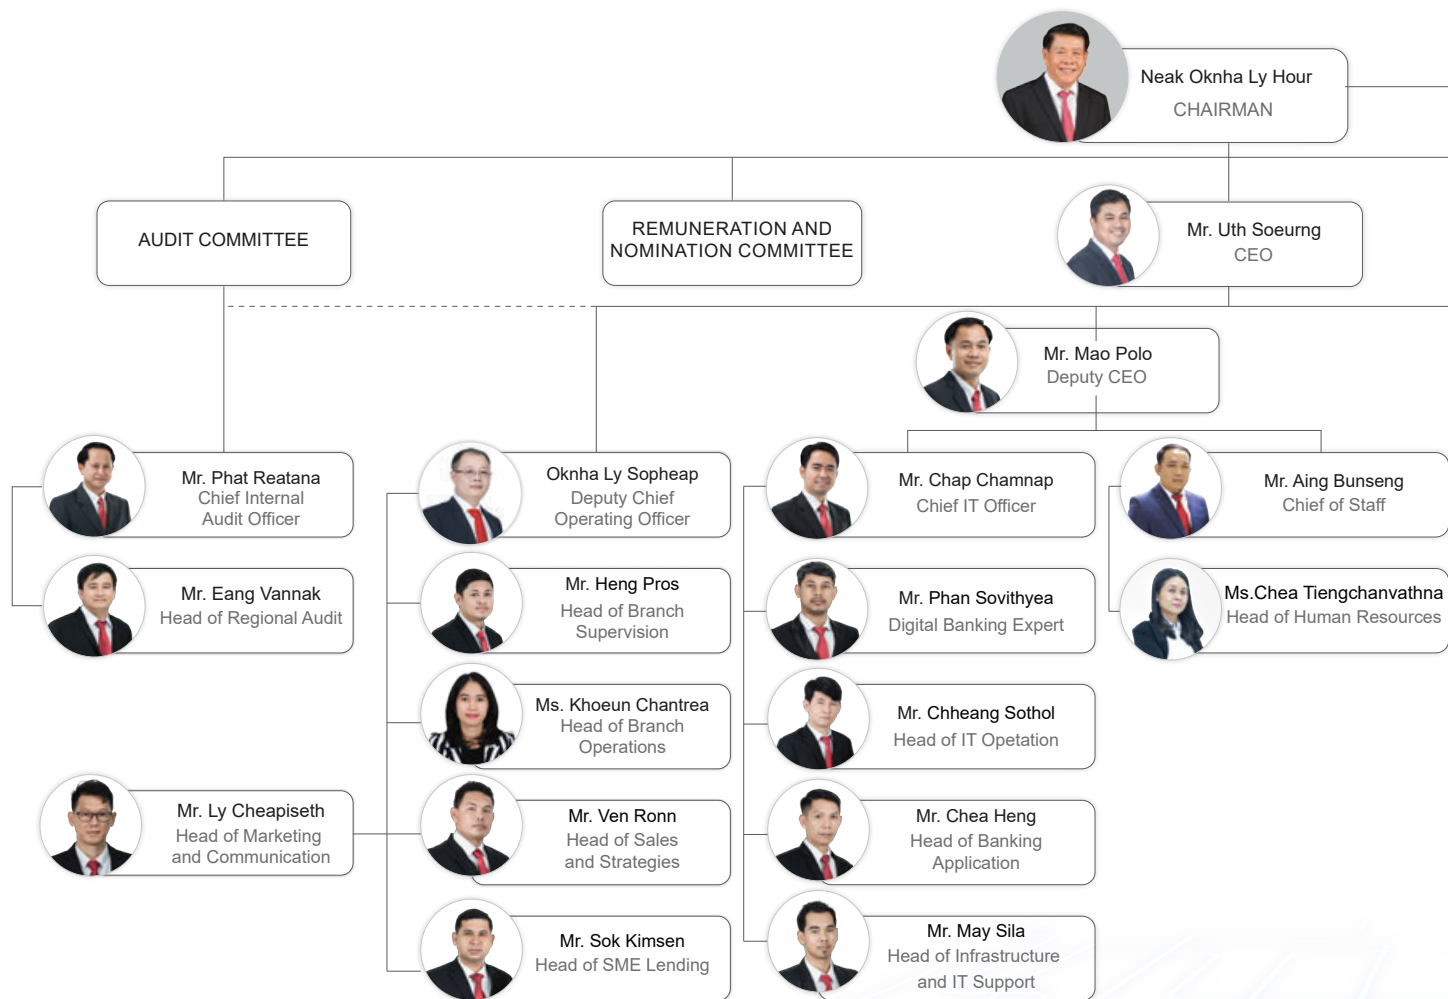 Neak Oknha Ly Hour
CHAIRMAN
AUDIT COMMITTEE
REMUNERATION AND
NOMINATION COMMITTEE
Mr. Uth Soeurng
CEO
Mr. Mao Polo
Deputy CEO
Mr. Phat Reatana
Chief Internal
Audit Officer
Oknha Ly Sopheap
Deputy Chief
Operating Officer
Mr. Chap Chamnap
Chief IT Officer
Mr. Aing Bunseng
Chief of Staff
Mr. Eang Vannak
Head of Regional Audit
Mr. Heng Pros
Head of Branch
Supervision
Mr. Phan Sovithyea
Digital Banking Expert
Ms.Chea Tiengchanvathna
Head of Human Resources
Ms. Khoeun Chantrea
Head of Branch
Operations
Mr. Chheang Sothol
Head of IT Opetation
Mr. Ly Cheapiseth
Head of Marketing
and Communication
Mr. Ven Ronn
Head of Sales
and Strategies
Mr. Chea Heng
Head of Banking
Application
Mr. Sok Kimsen
Head of SME Lending
Mr. May Sila
Head of Infrastructure
and IT Support